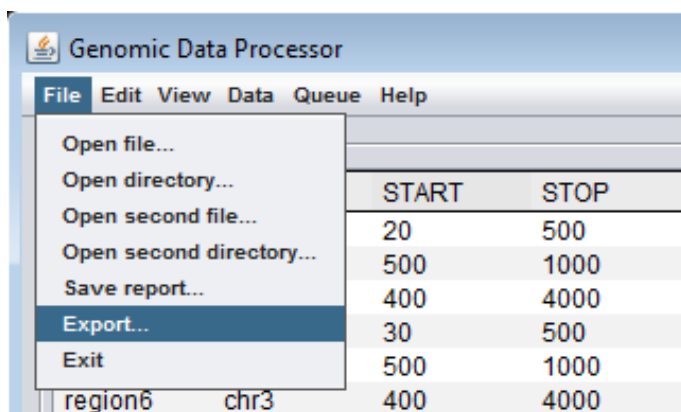 Genomic Data Processor
File Edit View Data Queue Help
Open file...
Open directory...
START STOP
Open second file...
20 500
Open second directory...
500 1000
Save report...
400 4000
Export...
30 500
Exit
500 1000
region6 chr3 400 4000